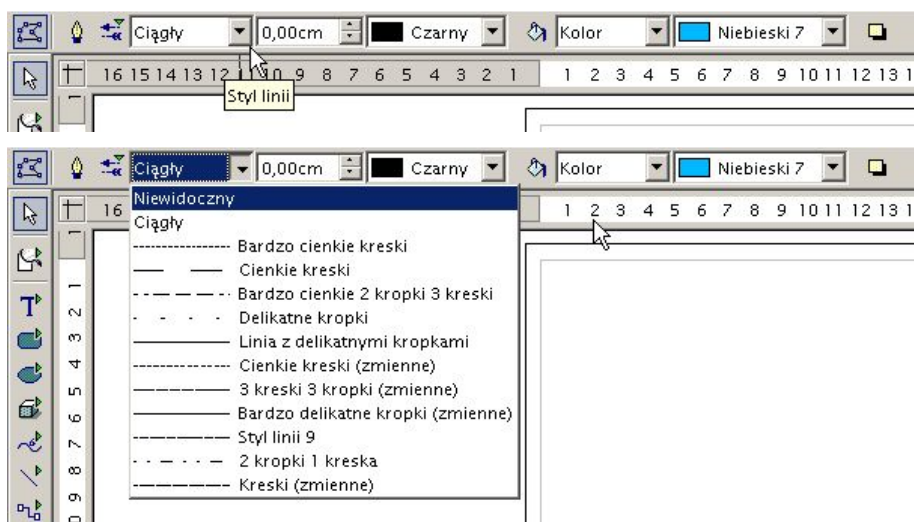 Ciągły 0,00cm Czarny Kolor Niebieski 7
16 15 14 13 12 11 10 9 8 7 6 5 4 3 2 1 1 2 3 4 5 6 7 8 9 10 11 12 13 1
Styl linii
Ciągły 0,00cm Czarny Kolor Niebieski 7
Niewidoczny
16 1 2 3 4 5 6 7 8 9 10 11 12 13 1
Ciągły
Bardzo cienkie kreski
Cienkie kreski
Bardzo cienkie 2 kropki 3 kreski
Delikatne kropki
Linia z delikatnymi kropkami
Cienkie kreski (zmienne)
3 kreski 3 kropki (zmienne)
Bardzo delikatne kropki (zmienne)
Styl linii 9
2 kropki 1 kreska
Kreski (zmienne)
T
1
2
3
4
5
6
7
8
9